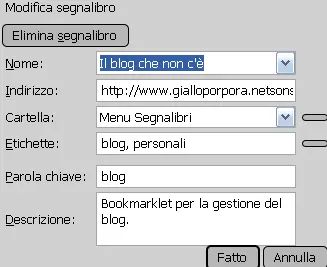 Modifica segnalibro
Elimina segnalibro
Nome: Il blog che non c'è
Indirizzo: http://www.gialloporpora.netsons
Cartella: Menu Segnalibri
Etichette: blog, personali
Parola chiave: blog
Descrizione: Bookmarklet per la gestione del
blog.
Fatto Annulla